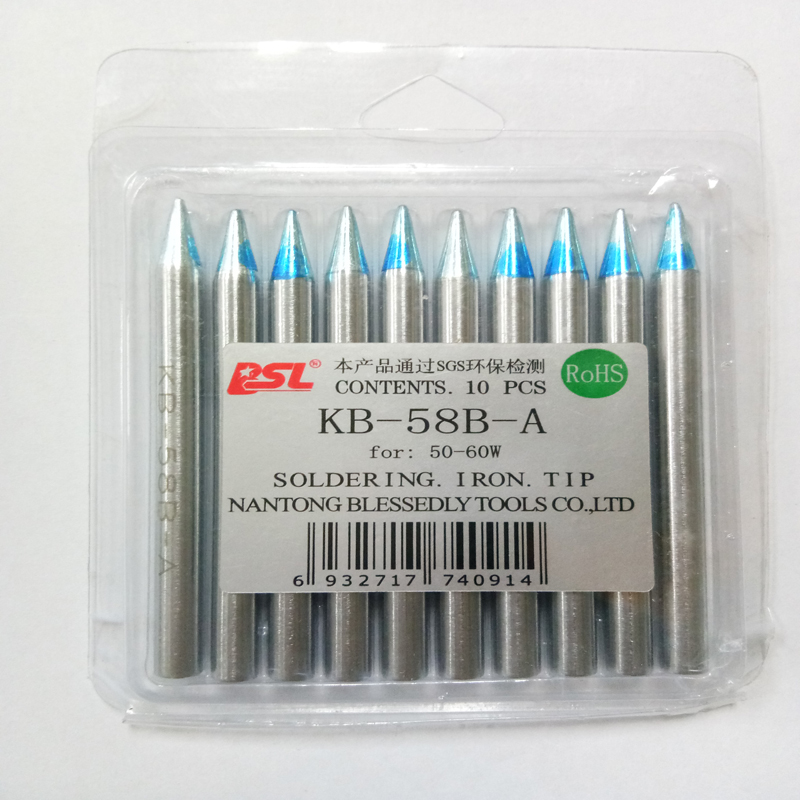 BSL® 本产品通过SGS环保检测 RoHS
CONTENTS. 10 PCS
KB-58B-A
for: 50-60W
SOLDERING. IRON. TIP
NANTONG BLESSEDLY TOOLS CO.,LTD
6 932717 740914
KB-58B-A